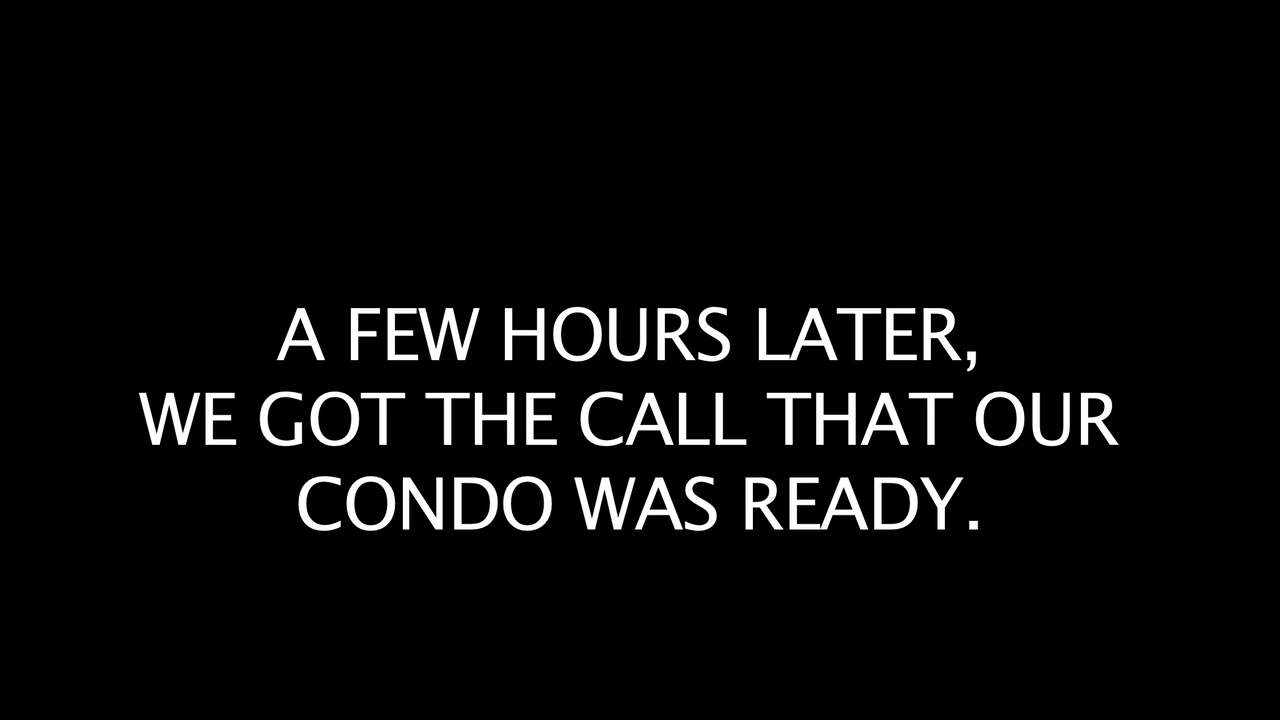 A FEW HOURS LATER,
WE GOT THE CALL THAT OUR
CONDO WAS READY.